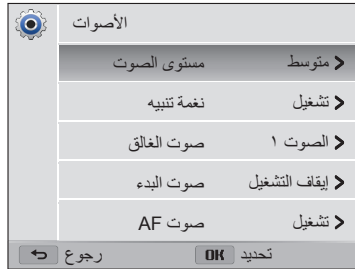 الأصوات
مستوى الصوت متوسط
نغمة تنبيه تشغيل
صوت الغالق الصوت ١
صوت البدء إيقاف التشغيل
صوت AF تشغيل
رجوع OK تحديد